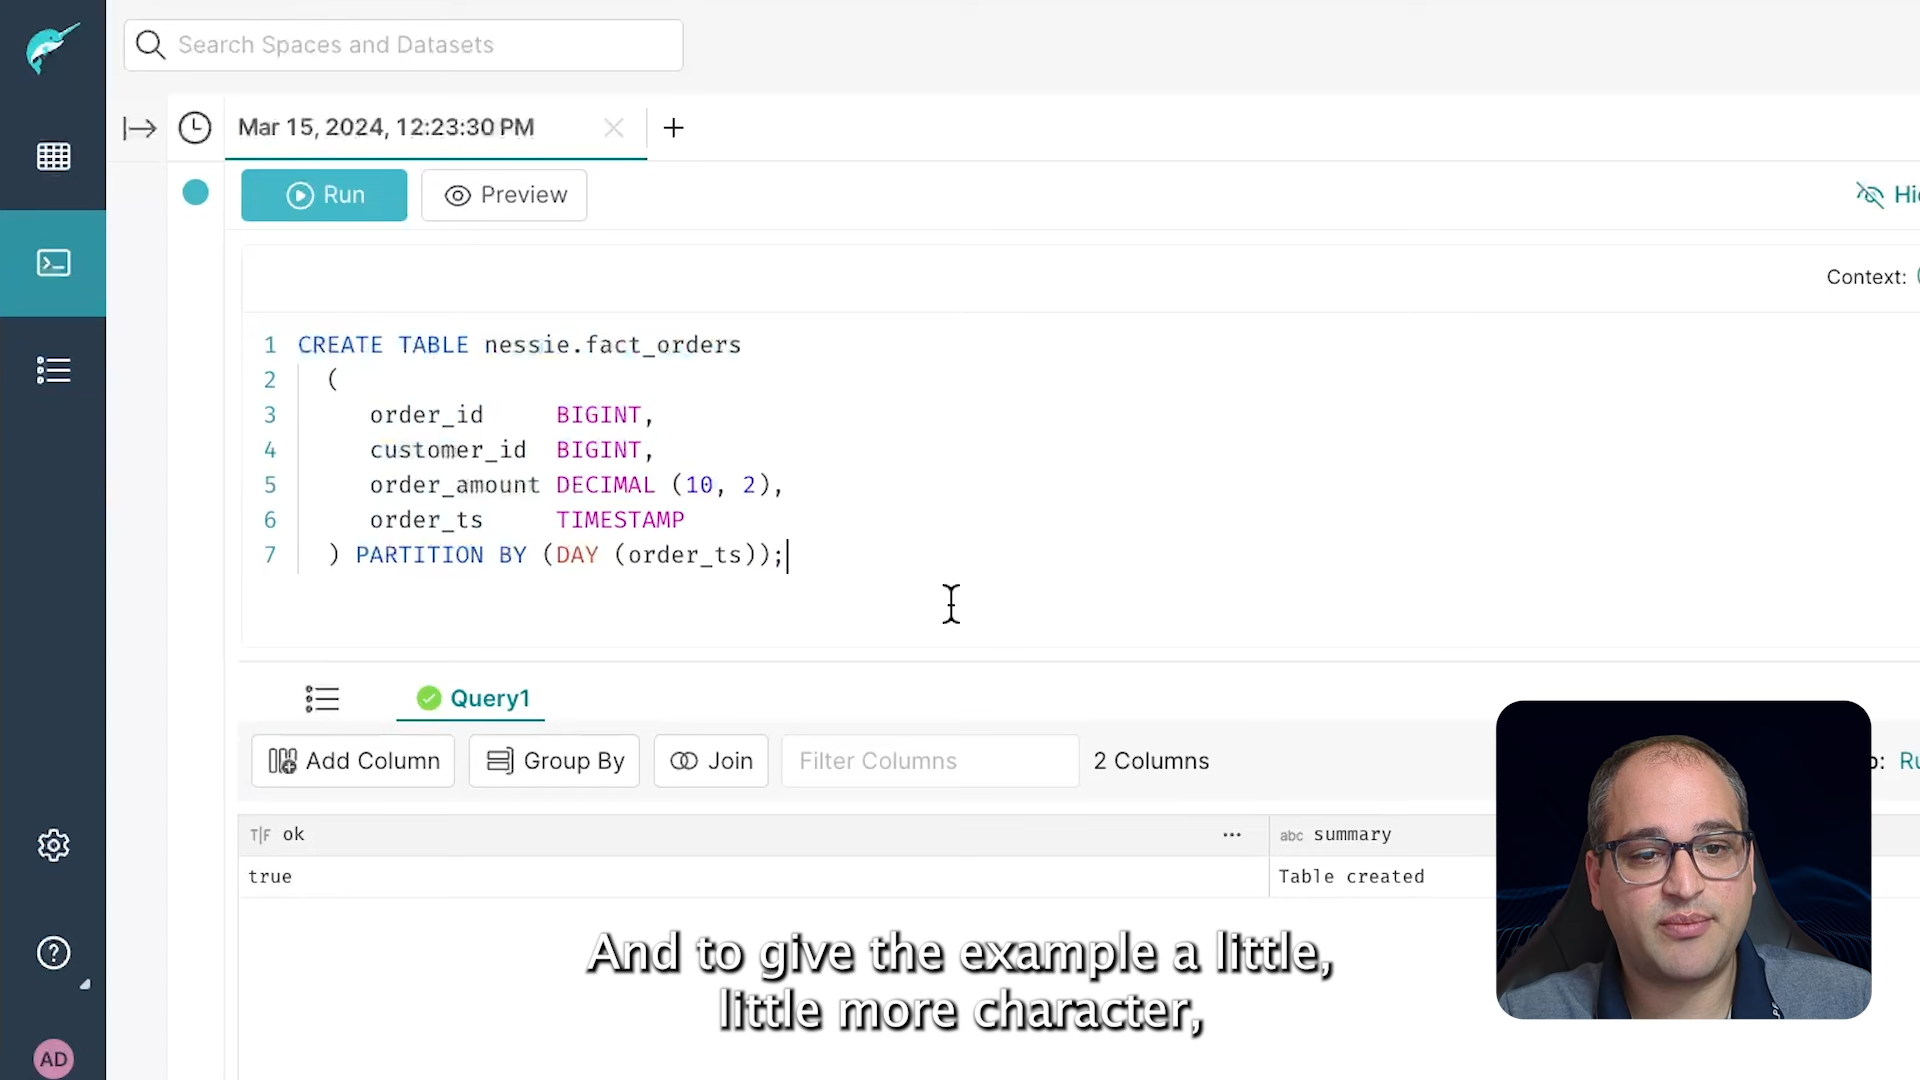 Search Spaces and Datasets
Mar 15, 2024, 12:23:30 PM
Run
Preview
Context:
1 CREATE TABLE nessie.fact_orders
2 (
3 order_id BIGINT,
4 customer_id BIGINT,
5 order_amount DECIMAL (10, 2),
6 order_ts TIMESTAMP
7 ) PARTITION BY (DAY (order_ts));
Query1
Add Column
Group By
Join
Filter Columns
2 Columns
T|F ok
abc summary
true
Table created
And to give the example a little,
little more character,
AD